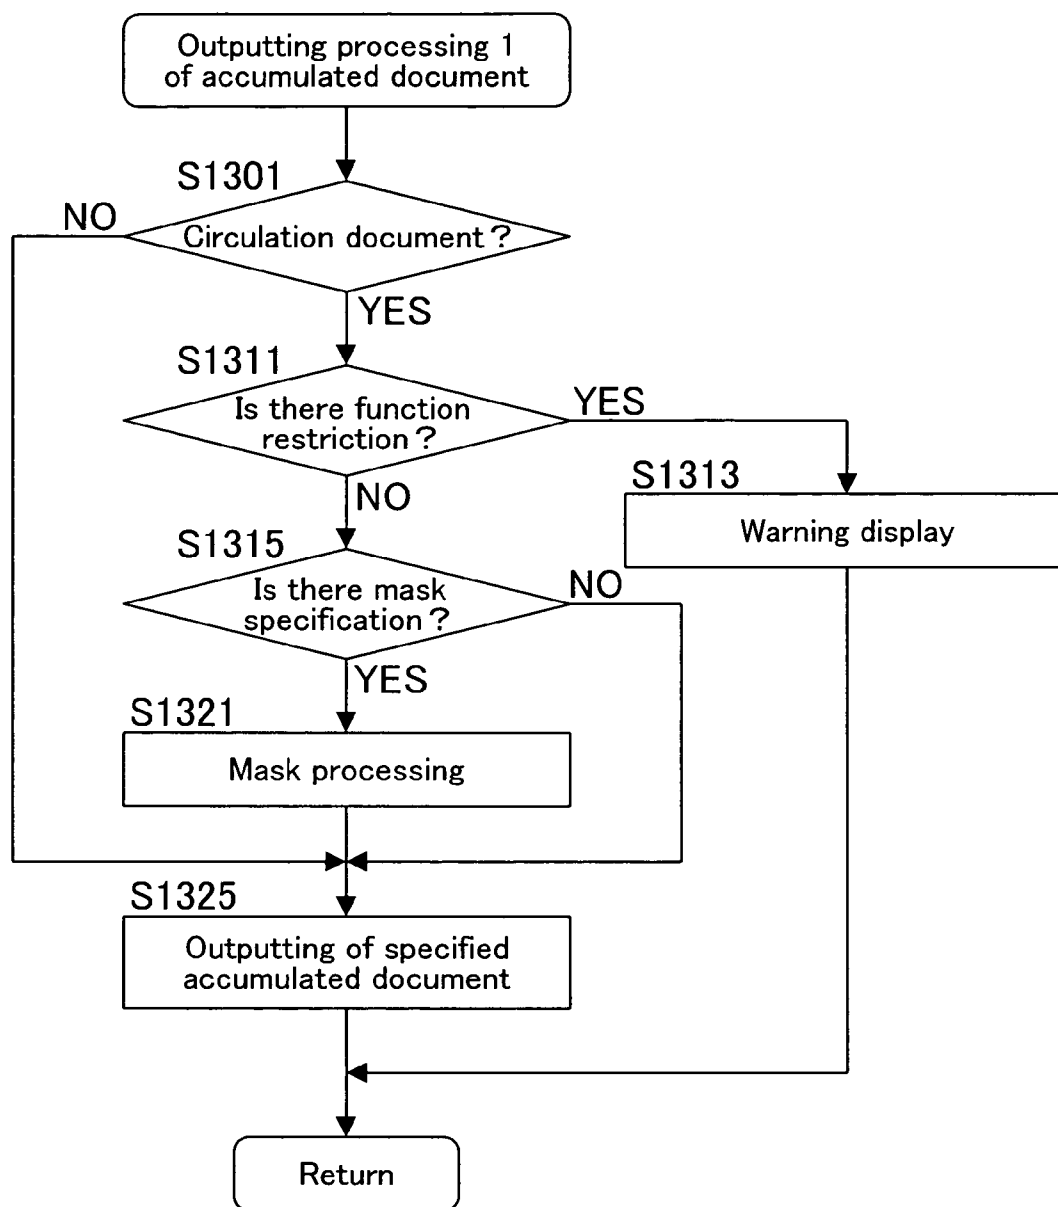 Outputting processing 1
of accumulated document
S1301
NO
Circulation document?
YES
S1311
Is there function
restriction?
YES
NO
S1313
Warning display
S1315
Is there mask
specification?
NO
YES
S1321
Mask processing
S1325
Outputting of specified
accumulated document
Return